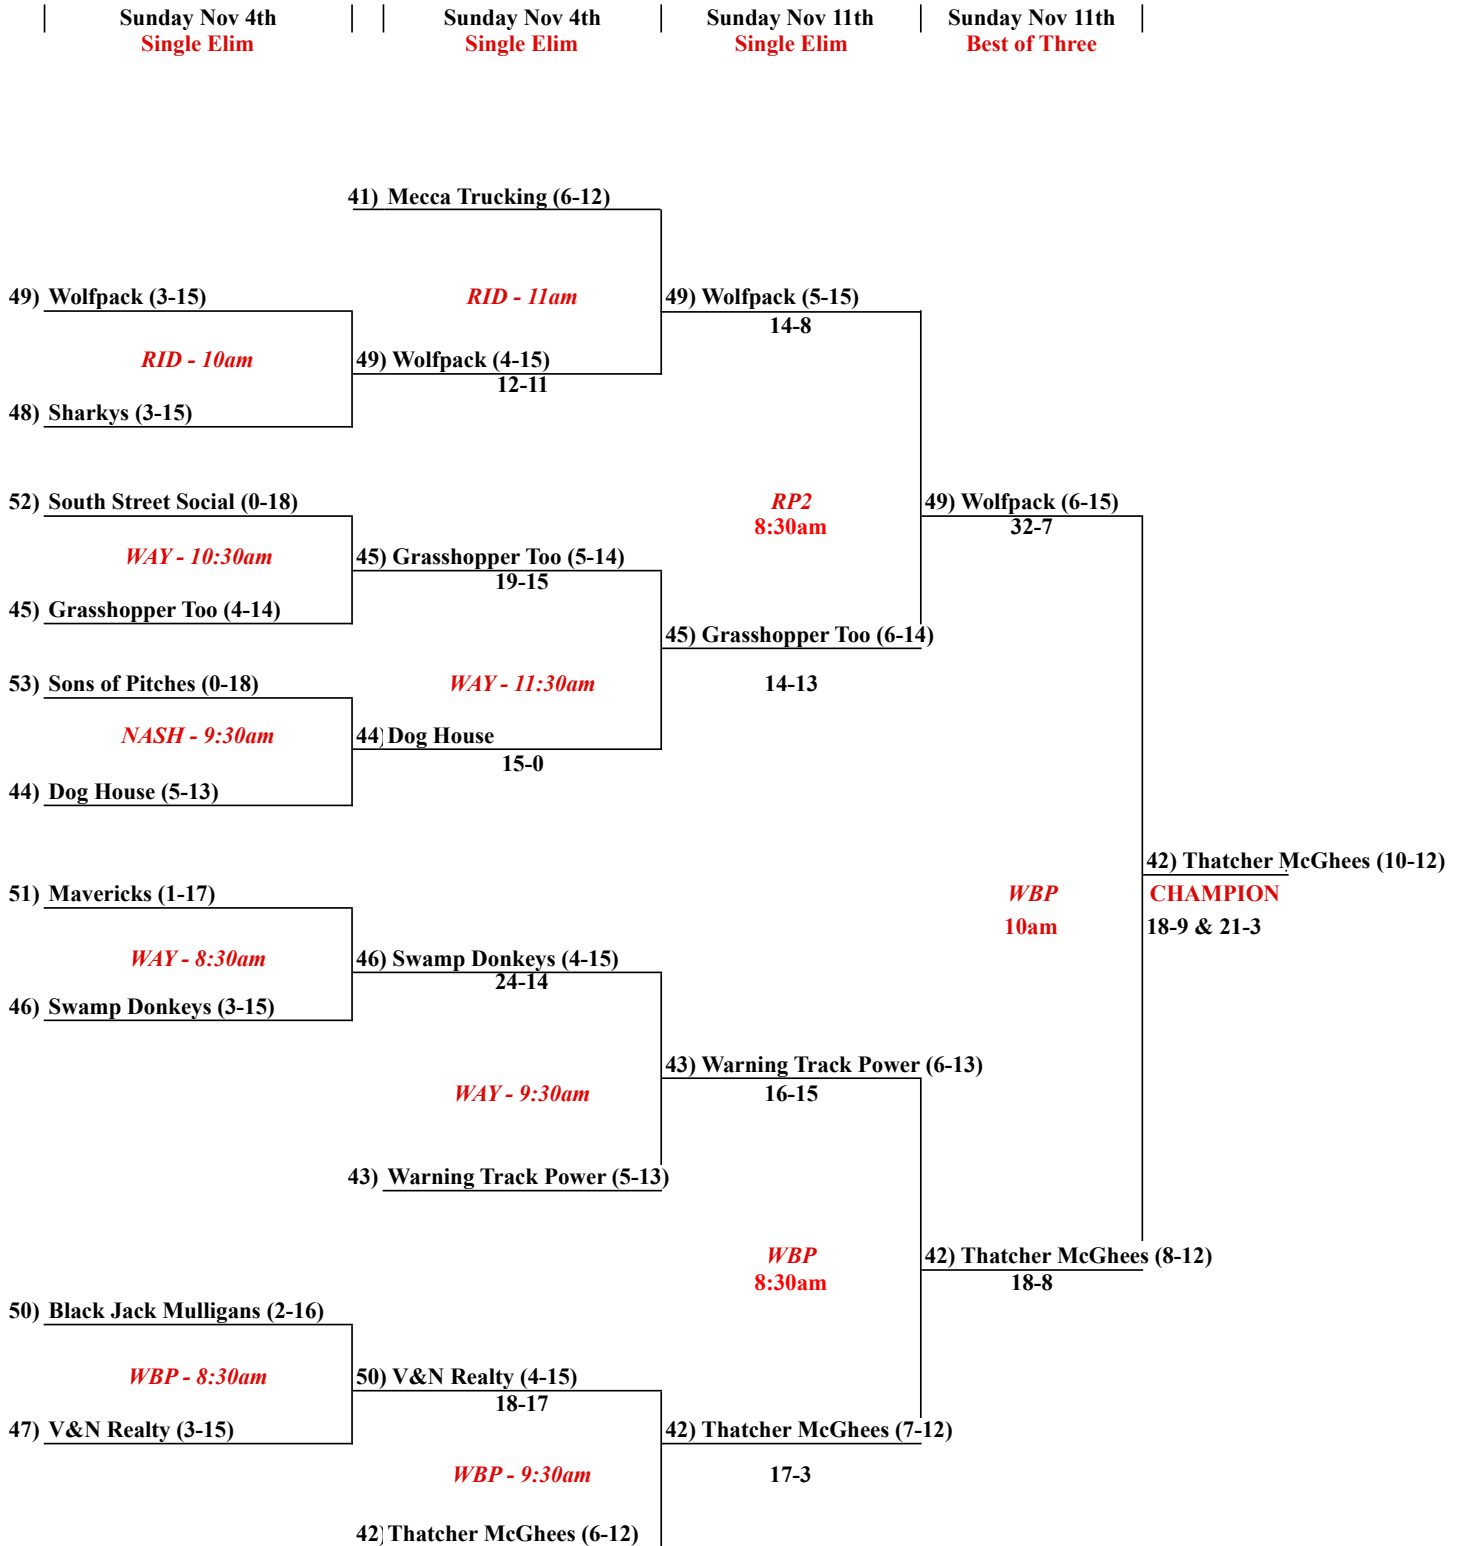 Sunday Nov 4th
Single Elim
Sunday Nov 4th
Single Elim
Sunday Nov 11th
Single Elim
Sunday Nov 11th
Best of Three
41) Mecca Trucking (6-12)
49) Wolfpack (3-15)
RID - 11am
49) Wolfpack (5-15)
14-8
RID - 10am
49) Wolfpack (4-15)
12-11
48) Sharkys (3-15)
52) South Street Social (0-18)
RP2
8:30am
49) Wolfpack (6-15)
32-7
WAY - 10:30am
45) Grasshopper Too (5-14)
19-15
45) Grasshopper Too (4-14)
45) Grasshopper Too (6-14)
53) Sons of Pitches (0-18)
WAY - 11:30am
14-13
NASH - 9:30am
44) Dog House
15-0
44) Dog House (5-13)
42) Thatcher McGhees (10-12)
51) Mavericks (1-17)
WBP
CHAMPION
10am
18-9 & 21-3
WAY - 8:30am
46) Swamp Donkeys (4-15)
24-14
46) Swamp Donkeys (3-15)
43) Warning Track Power (6-13)
WAY - 9:30am
16-15
43) Warning Track Power (5-13)
WBP
8:30am
42) Thatcher McGhees (8-12)
18-8
50) Black Jack Mulligans (2-16)
WBP - 8:30am
50) V&N Realty (4-15)
18-17
47) V&N Realty (3-15)
42) Thatcher McGhees (7-12)
WBP - 9:30am
17-3
42) Thatcher McGhees (6-12)